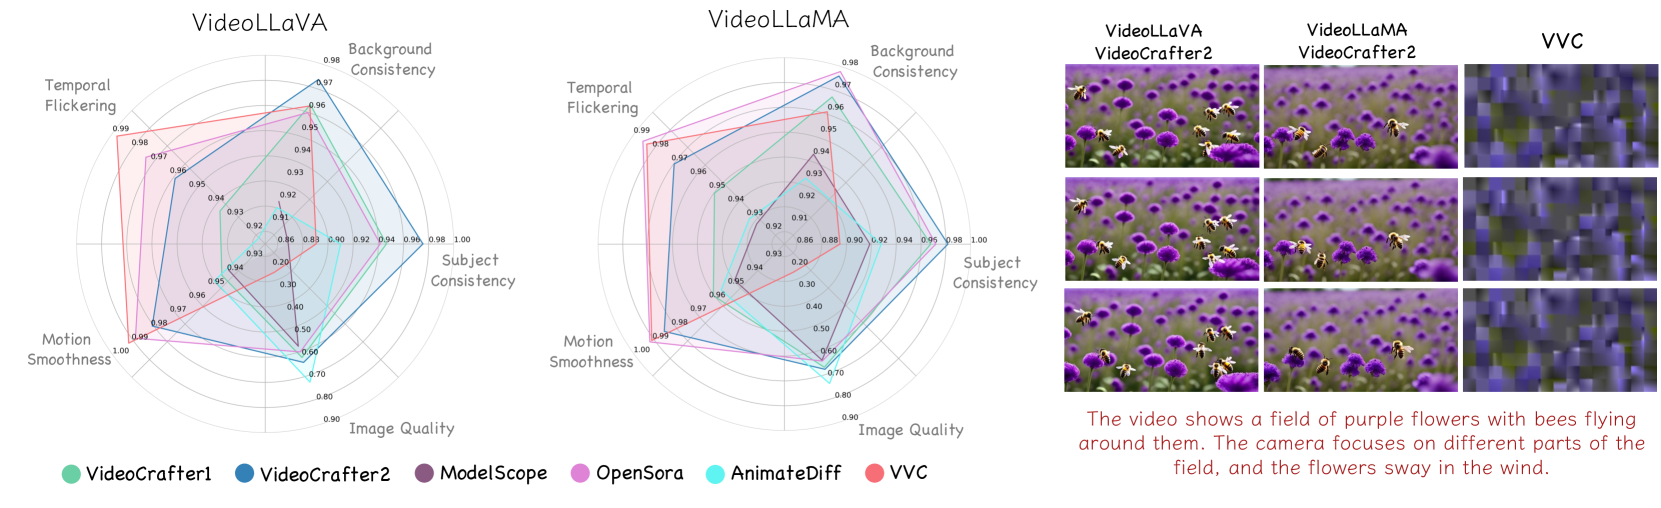 VideoLLaVA
Background
Consistency
Temporal
Flickering
Subject
Consistency
Motion
Smoothness
Image Quality
0.98
0.97
0.96
0.95
0.94
0.93
0.92
0.91
0.99
0.98
0.97
0.96
0.95
0.94
0.93
0.92
0.86
0.88
0.90
0.92
0.94
0.96
0.98
1.00
0.93
0.94
0.95
0.96
0.97
0.98
0.99
1.00
0.20
0.30
0.40
0.50
0.60
0.70
0.80
0.90
VideoLLaMA
Background
Consistency
Temporal
Flickering
Subject
Consistency
Motion
Smoothness
Image Quality
0.98
0.97
0.96
0.95
0.94
0.93
0.92
0.91
0.99
0.98
0.97
0.96
0.95
0.94
0.93
0.92
0.86
0.88
0.90
0.92
0.94
0.96
0.98
1.00
0.93
0.94
0.95
0.96
0.97
0.98
0.99
1.00
0.20
0.30
0.40
0.50
0.60
0.70
0.80
0.90
VideoCrafter1 VideoCrafter2 ModelScope OpenSora AnimateDiff VVC
VideoLLaVA
VideoCrafter2
VideoLLaMA
VideoCrafter2
VVC
The video shows a field of purple flowers with bees flying
around them. The camera focuses on different parts of the
field, and the flowers sway in the wind.